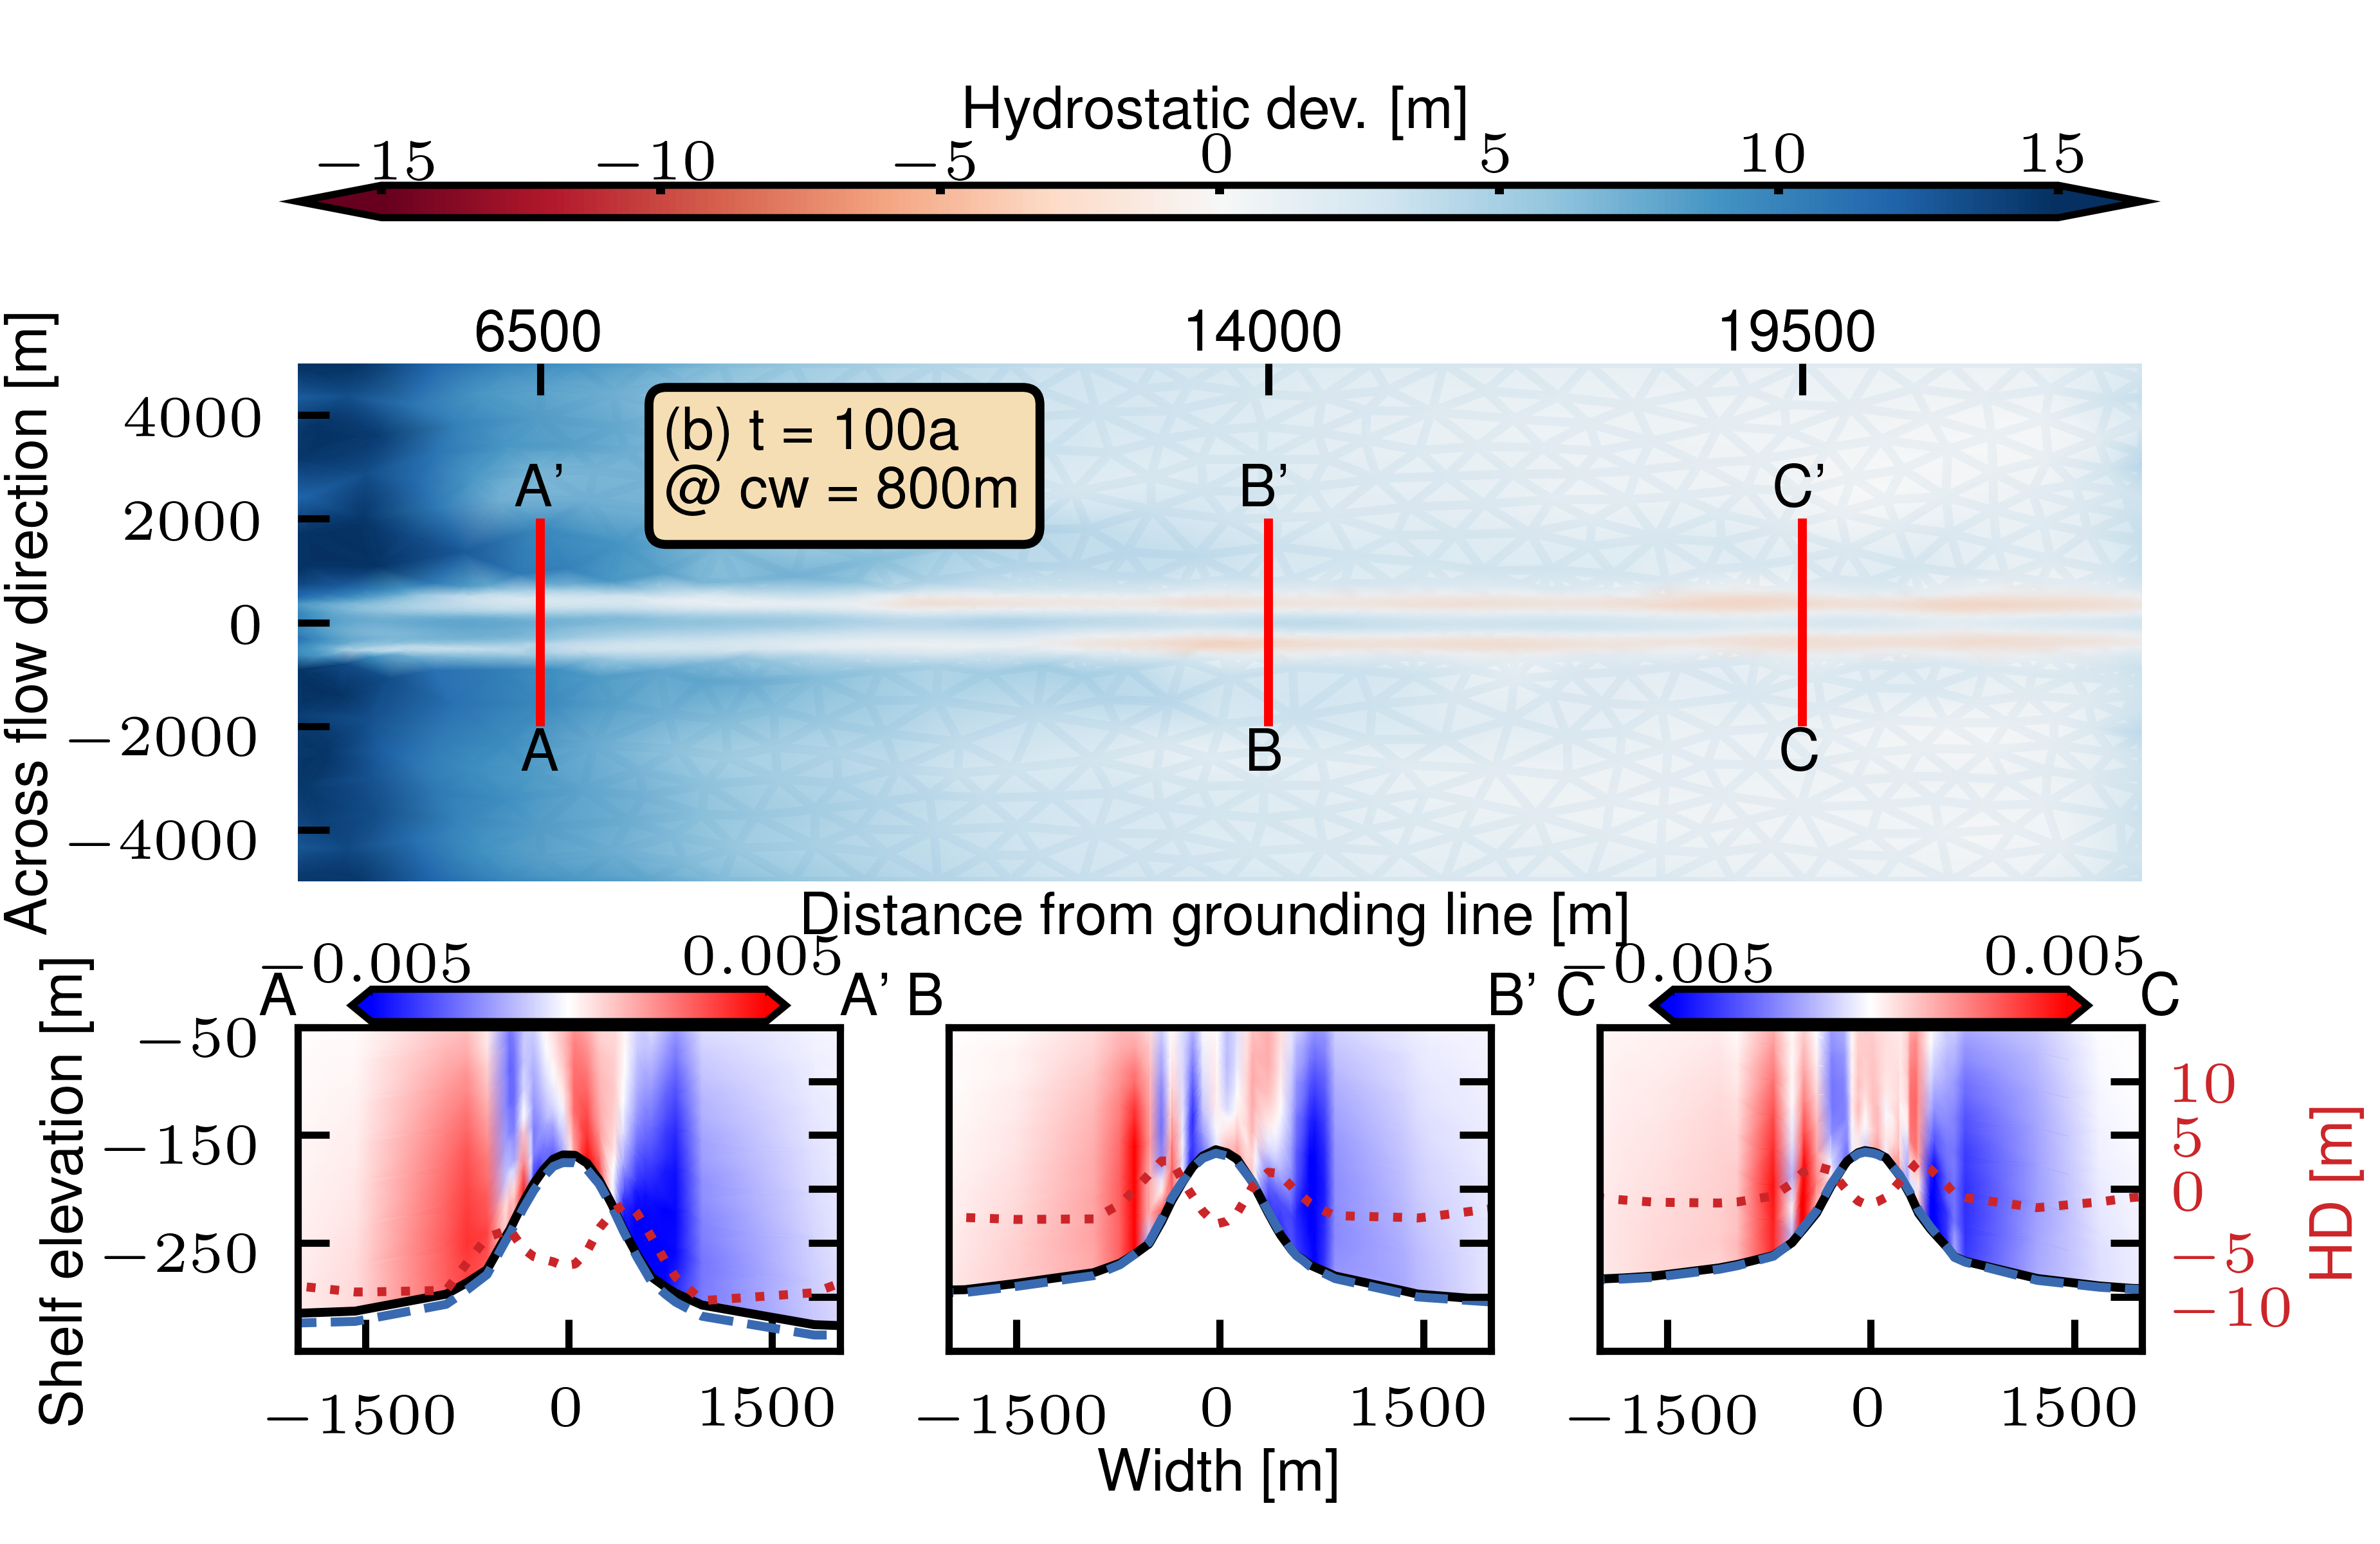 Hydrostatic dev. [m]
−15 −10 −5 0 5 10 15
6500 14000 19500
Across flow direction [m]
4000
2000
0
−2000
−4000
(b) t = 100a
@ cw = 800m
A' B' C'
A B C
Distance from grounding line [m]
−0.005 0.005 −0.005 0.005
A A' B B' C C
Shelf elevation [m]
−50
−150
−250
10
5
0
−5
−10
HD [m]
−1500 0 1500 −1500 0 1500 −1500 0 1500
Width [m]